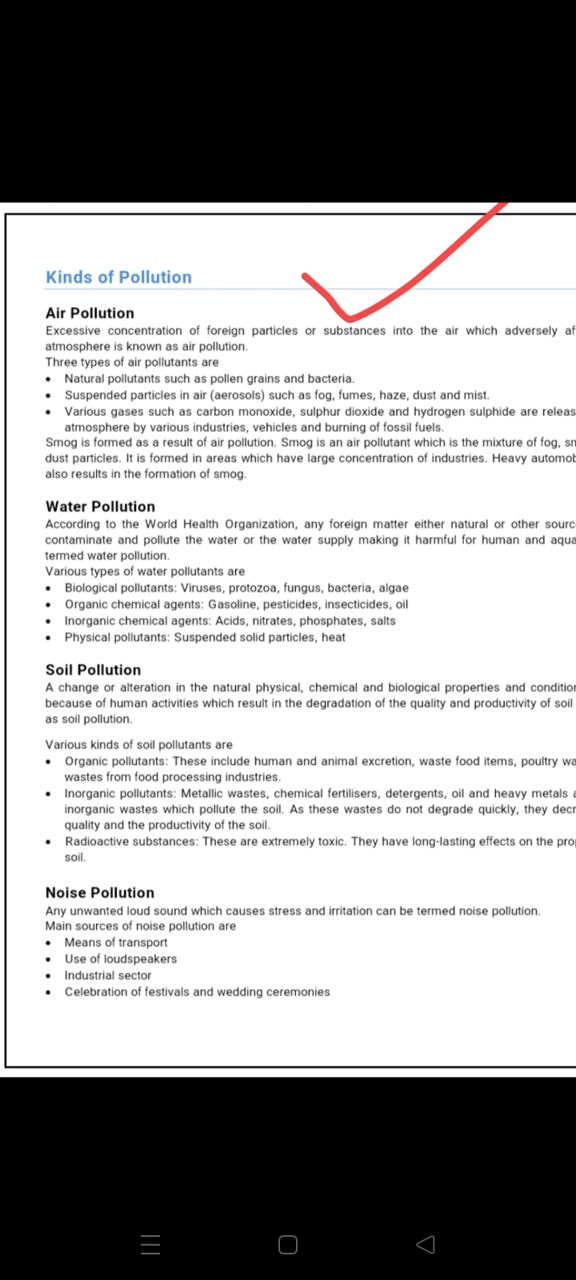 Kinds of Pollution
Air Pollution
Excessive concentration of foreign particles or substances into the air which adversely
atmosphere is known as air pollution.
Three types of air pollutants are
• Natural pollutants such as pollen grains and bacteria.
• Suspended particles in air (aerosols) such as fog, fumes, haze, dust and mist.
• Various gases such as carbon monoxide, sulphur dioxide and hydrogen sulphide are
atmosphere by various industries, vehicles and burning of fossil fuels.
Smog is formed as a result of air pollution. Smog is an air pollutant which is the mixture of fog,
dust particles. It is formed in areas which have large concentration of industries. Heavy
also results in the formation of smog.
Water Pollution
According to the World Health Organization, any foreign matter either natural or other
contaminate and pollute the water or the water supply making it harmful for human and
termed water pollution.
Various types of water pollutants are
• Biological pollutants: Viruses, protozoa, fungus, bacteria, algae
• Organic chemical agents: Gasoline, pesticides, insecticides, oil
• Inorganic chemical agents: Acids, nitrates, phosphates, salts
• Physical pollutants: Suspended solid particles, heat
Soil Pollution
A change or alteration in the natural physical, chemical and biological properties and
because of human activities which result in the degradation of the quality and productivity of soil
as soil pollution.
Various kinds of soil pollutants are
• Organic pollutants: These include human and animal excretion, waste food items, poultry
wastes from food processing industries.
• Inorganic pollutants: Metallic wastes, chemical fertilisers, detergents, oil and heavy metals
inorganic wastes which pollute the soil. As these wastes do not degrade quickly, they
quality and the productivity of the soil.
• Radioactive substances: These are extremely toxic. They have long-lasting effects on the
soil.
Noise Pollution
Any unwanted loud sound which causes stress and irritation can be termed noise pollution.
Main sources of noise pollution are
• Means of transport
• Use of loudspeakers
• Industrial sector
• Celebration of festivals and wedding ceremonies